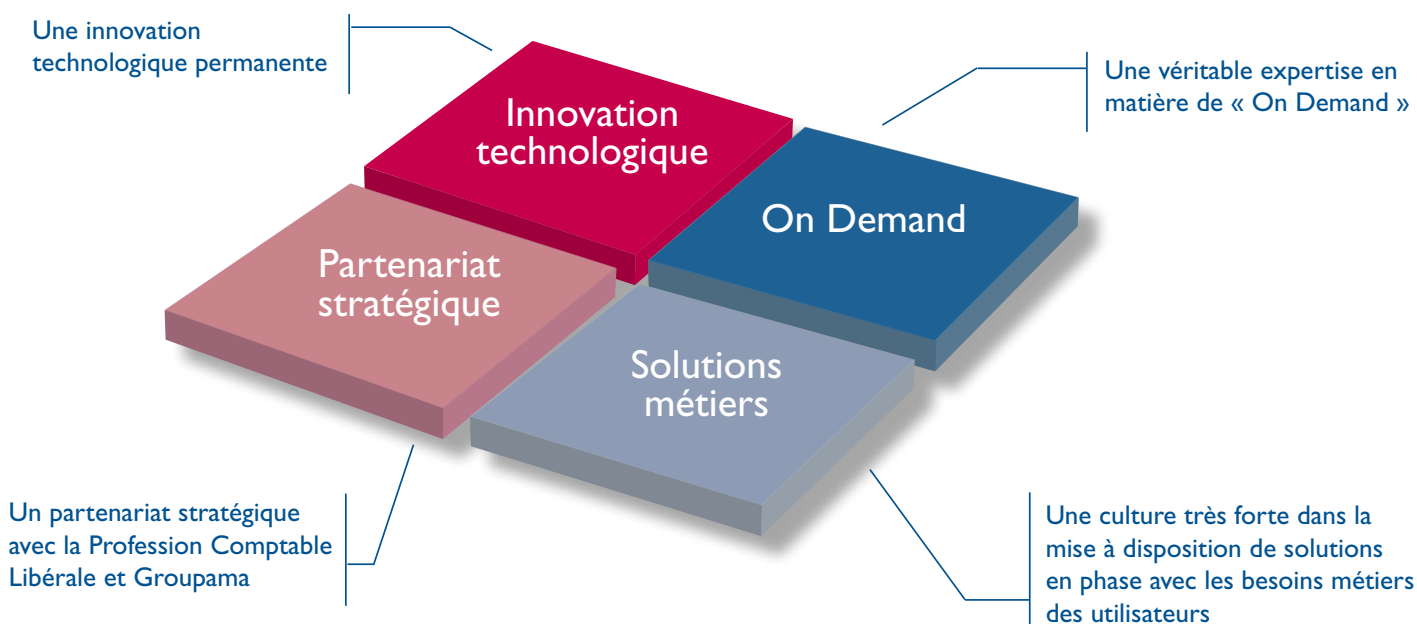 Une innovation
technologique permanente
Innovation
technologique
Une véritable expertise en
matière de « On Demand »
On Demand
Partenariat
stratégique
Solutions
métiers
Un partenariat stratégique
avec la Profession Comptable
Libérale et Groupama
Une culture très forte dans la
mise à disposition de solutions
en phase avec les besoins métiers
des utilisateurs